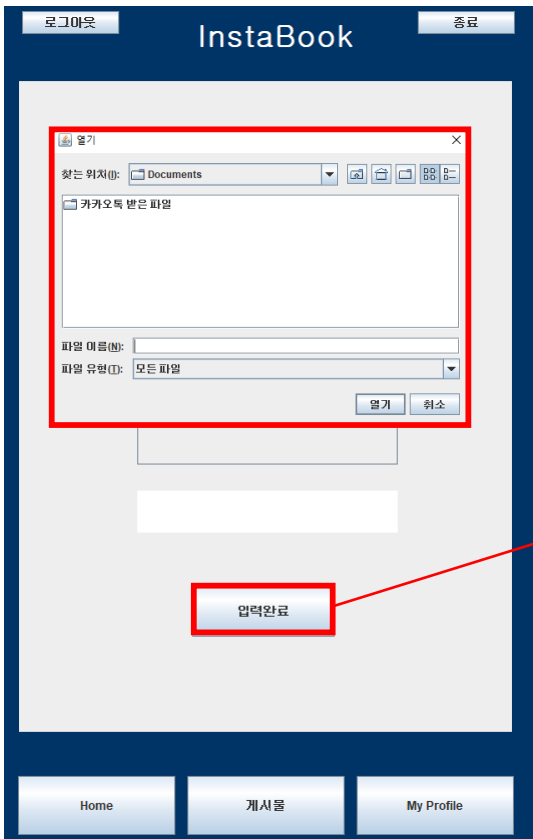 로그아웃
InstaBook
종료
열기
찾는 위치(I): Documents
카카오톡 받은 파일
파일 이름(N):
파일 유형(T): 모든 파일
열기 취소
입력완료
Home 게시물 My Profile